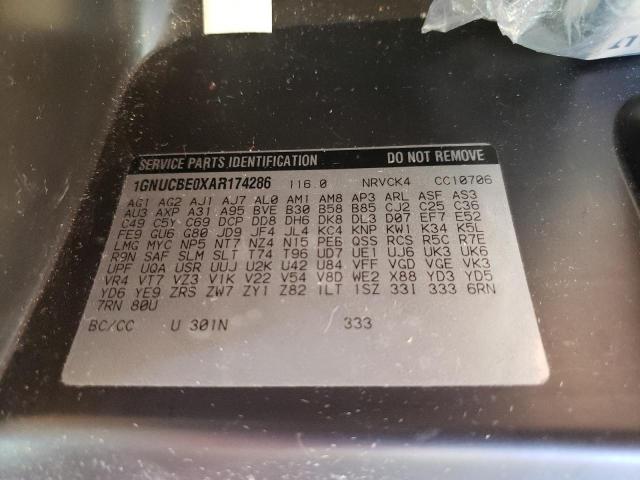 SERVICE PARTS IDENTIFICATION DO NOT REMOVE
1GNUCBE0XAR174286 116.0 NRVCK4 CC10706
AG1 AG2 AJ1 AJ7 AL0 AM1 AM8 AP3 ARL ASF AS3
AU3 AXP A31 A95 BVE B30 B58 B85 CJ2 C25 C36
C49 C5Y C69 DCP DD8 DH6 DK8 DL3 D07 EF7 E52
FE9 GU6 G80 JD9 JF4 JL4 KC4 KNP KW1 K34 K5L
LMG MYC NP5 NT7 NZ4 N15 PE6 QSS RCS R5C R7E
R9N SAF SLM SLT T74 T96 UD7 UE1 UJ6 UK3 UK6
UPF UQA USR UUJ U2K U42 U84 VFF VGD VGE VK3
VR4 VT7 VZ3 V1K V22 V54 V8D WE2 X88 YD3 YD5
YD6 YE9 ZRS ZW7 ZY1 Z82 1LT 1SZ 33I 333 6RN
7RN 80U
BC/CC U 301N 333